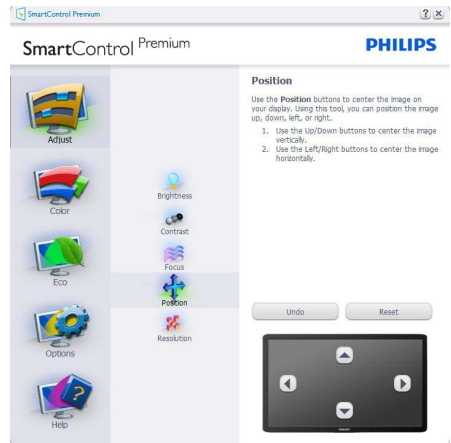 SmartControl Premium
SmartControl Premium
PHILIPS
Adjust
Color
Eco
Options
Help
Brightness
Contrast
Focus
Position
Resolution
Position
Use the Position buttons to center the image on
your display. Using this tool, you can position the image
up, down, left, or right.
1. Use the Up/Down buttons to center the image
vertically.
2. Use the Left/Right buttons to center the image
horizontally.
Undo
Reset
PHILIPS